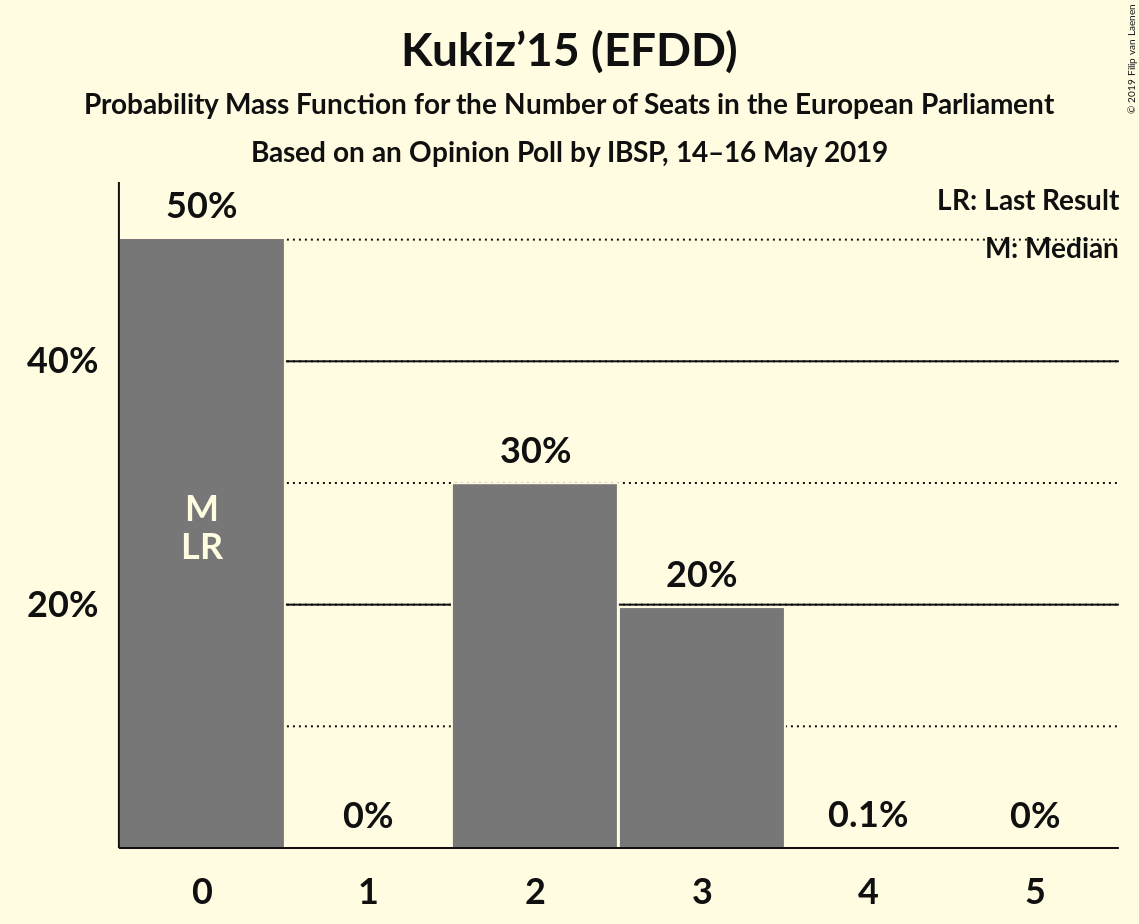 Kukiz’15 (EFDD)
Probability Mass Function for the Number of Seats in the European Parliament
Based on an Opinion Poll by IBSP, 14–16 May 2019
© 2019 Filip van Laenen
LR: Last Result
M: Median
50%
40%
30%
20%
20%
M
LR
0%
0.1%
0%
0
1
2
3
4
5